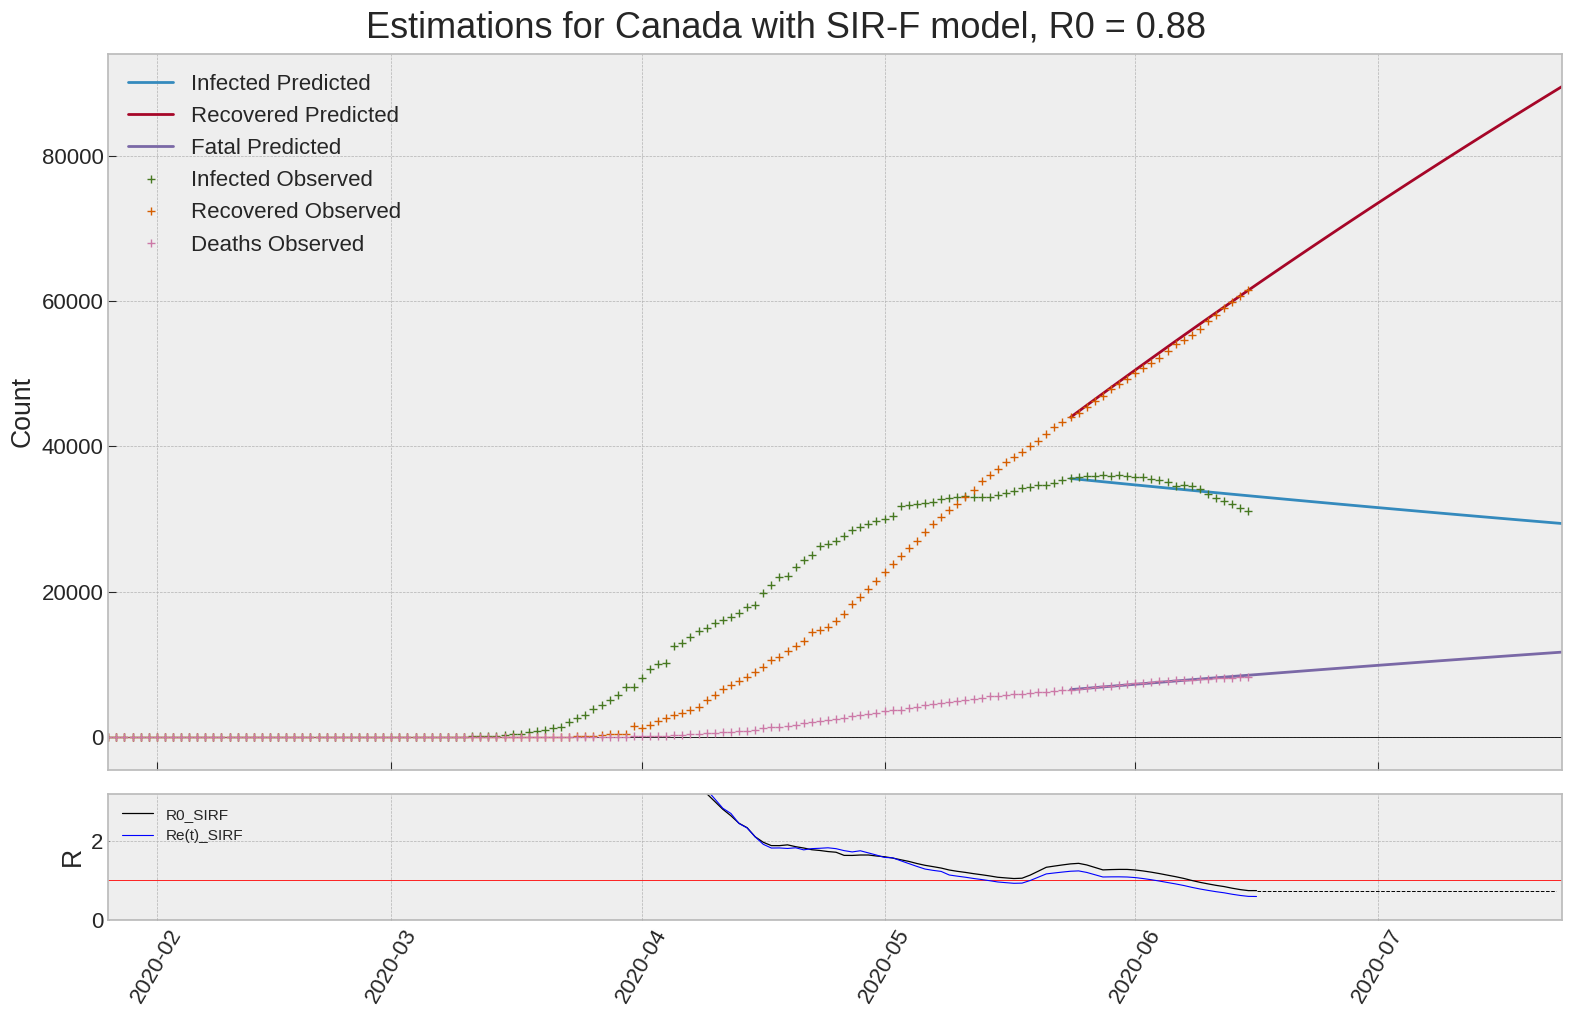 Estimations for Canada with SIR-F model, R0 = 0.88
Infected Predicted
Recovered Predicted
Fatal Predicted
Infected Observed
Recovered Observed
Deaths Observed
80000
60000
40000
20000
0
Count
R0_SIRF
Re(t)_SIRF
2
0
R
2020-02
2020-03
2020-04
2020-05
2020-06
2020-07